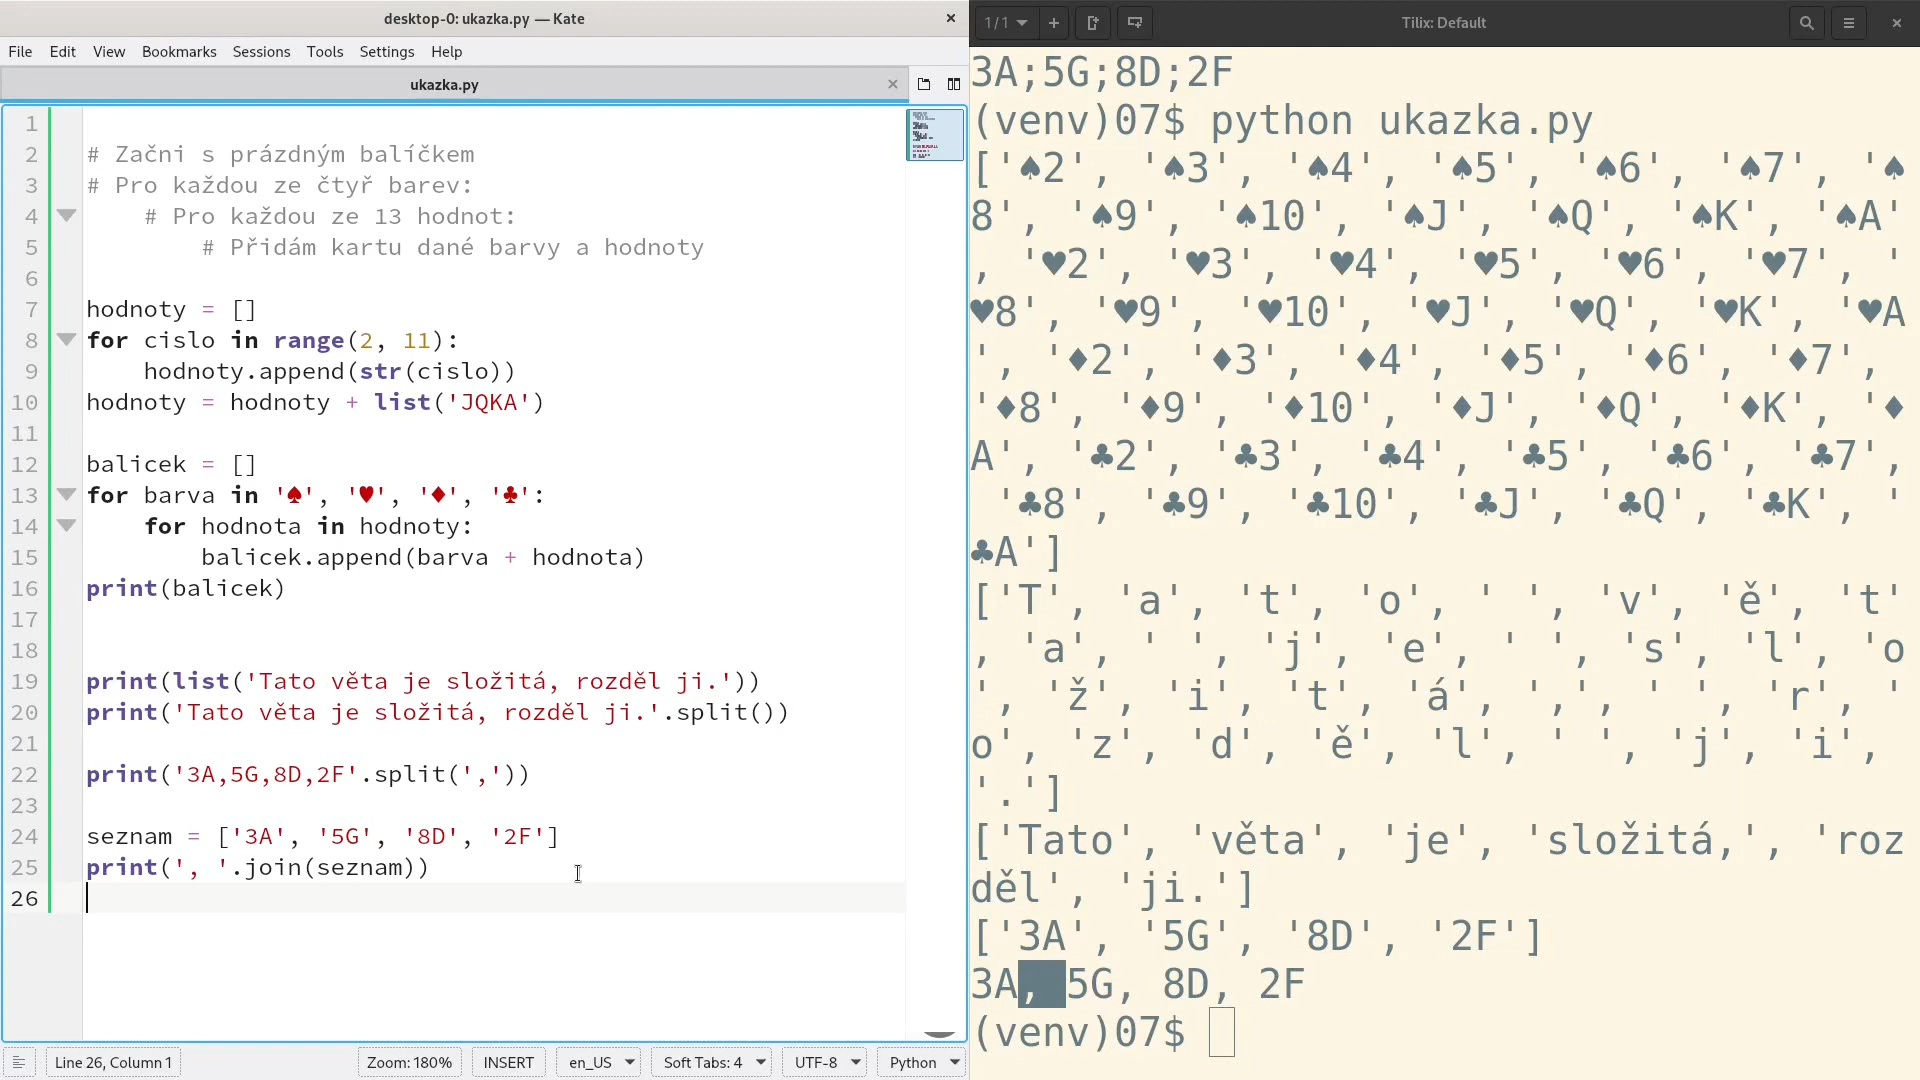 desktop-0: ukazka.py — Kate
File Edit View Bookmarks Sessions Tools Settings Help
ukazka.py
1
2 # Začni s prázdným balíčkem
3 # Pro každou ze čtyř barev:
4     # Pro každou ze 13 hodnot:
5         # Přidám kartu dané barvy a hodnoty
6
7 hodnoty = []
8 for cislo in range(2, 11):
9     hodnoty.append(str(cislo))
10 hodnoty = hodnoty + list('JQKA')
11
12 balicek = []
13 for barva in '♠', '♥', '♦', '♣':
14     for hodnota in hodnoty:
15         balicek.append(barva + hodnota)
16 print(balicek)
17
18
19 print(list('Tato věta je složitá, rozděl ji.'))
20 print('Tato věta je složitá, rozděl ji.'.split())
21
22 print('3A,5G,8D,2F'.split(','))
23
24 seznam = ['3A', '5G', '8D', '2F']
25 print(', '.join(seznam))
26
Line 26, Column 1 Zoom: 180% INSERT en_US Soft Tabs: 4 UTF-8 Python
1/1 Tilix: Default
3A;5G;8D;2F
(venv)07$ python ukazka.py
['♠2', '♠3', '♠4', '♠5', '♠6', '♠7', '♠
8', '♠9', '♠10', '♠J', '♠Q', '♠K', '♠A'
, '♥2', '♥3', '♥4', '♥5', '♥6', '♥7', '
♥8', '♥9', '♥10', '♥J', '♥Q', '♥K', '♥A
', '♦2', '♦3', '♦4', '♦5', '♦6', '♦7',
'♦8', '♦9', '♦10', '♦J', '♦Q', '♦K', '♦
A', '♣2', '♣3', '♣4', '♣5', '♣6', '♣7',
'♣8', '♣9', '♣10', '♣J', '♣Q', '♣K', '
♣A']
['T', 'a', 't', 'o', ' ', 'v', 'ě', 't'
, 'a', ' ', 'j', 'e', ' ', 's', 'l', 'o
', 'ž', 'i', 't', 'á', ',', ' ', 'r', '
o', 'z', 'd', 'ě', 'l', ' ', 'j', 'i',
'.']
['Tato', 'věta', 'je', 'složitá,', 'roz
děl', 'ji.']
['3A', '5G', '8D', '2F']
3A, 5G, 8D, 2F
(venv)07$